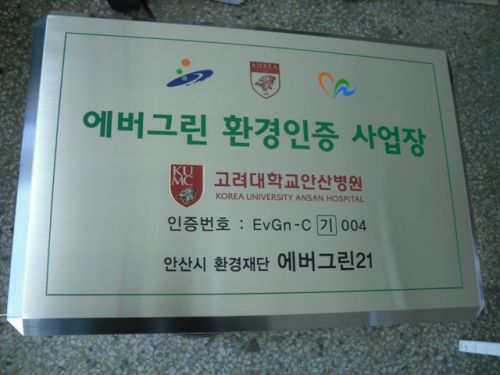 KOREA
에버그린 환경인증 사업장
KU
MC
고려대학교안산병원
KOREA UNIVERSITY ANSAN HOSPITAL
인증번호 : EvGn-C 기 004
안산시 환경재단 에버그린21